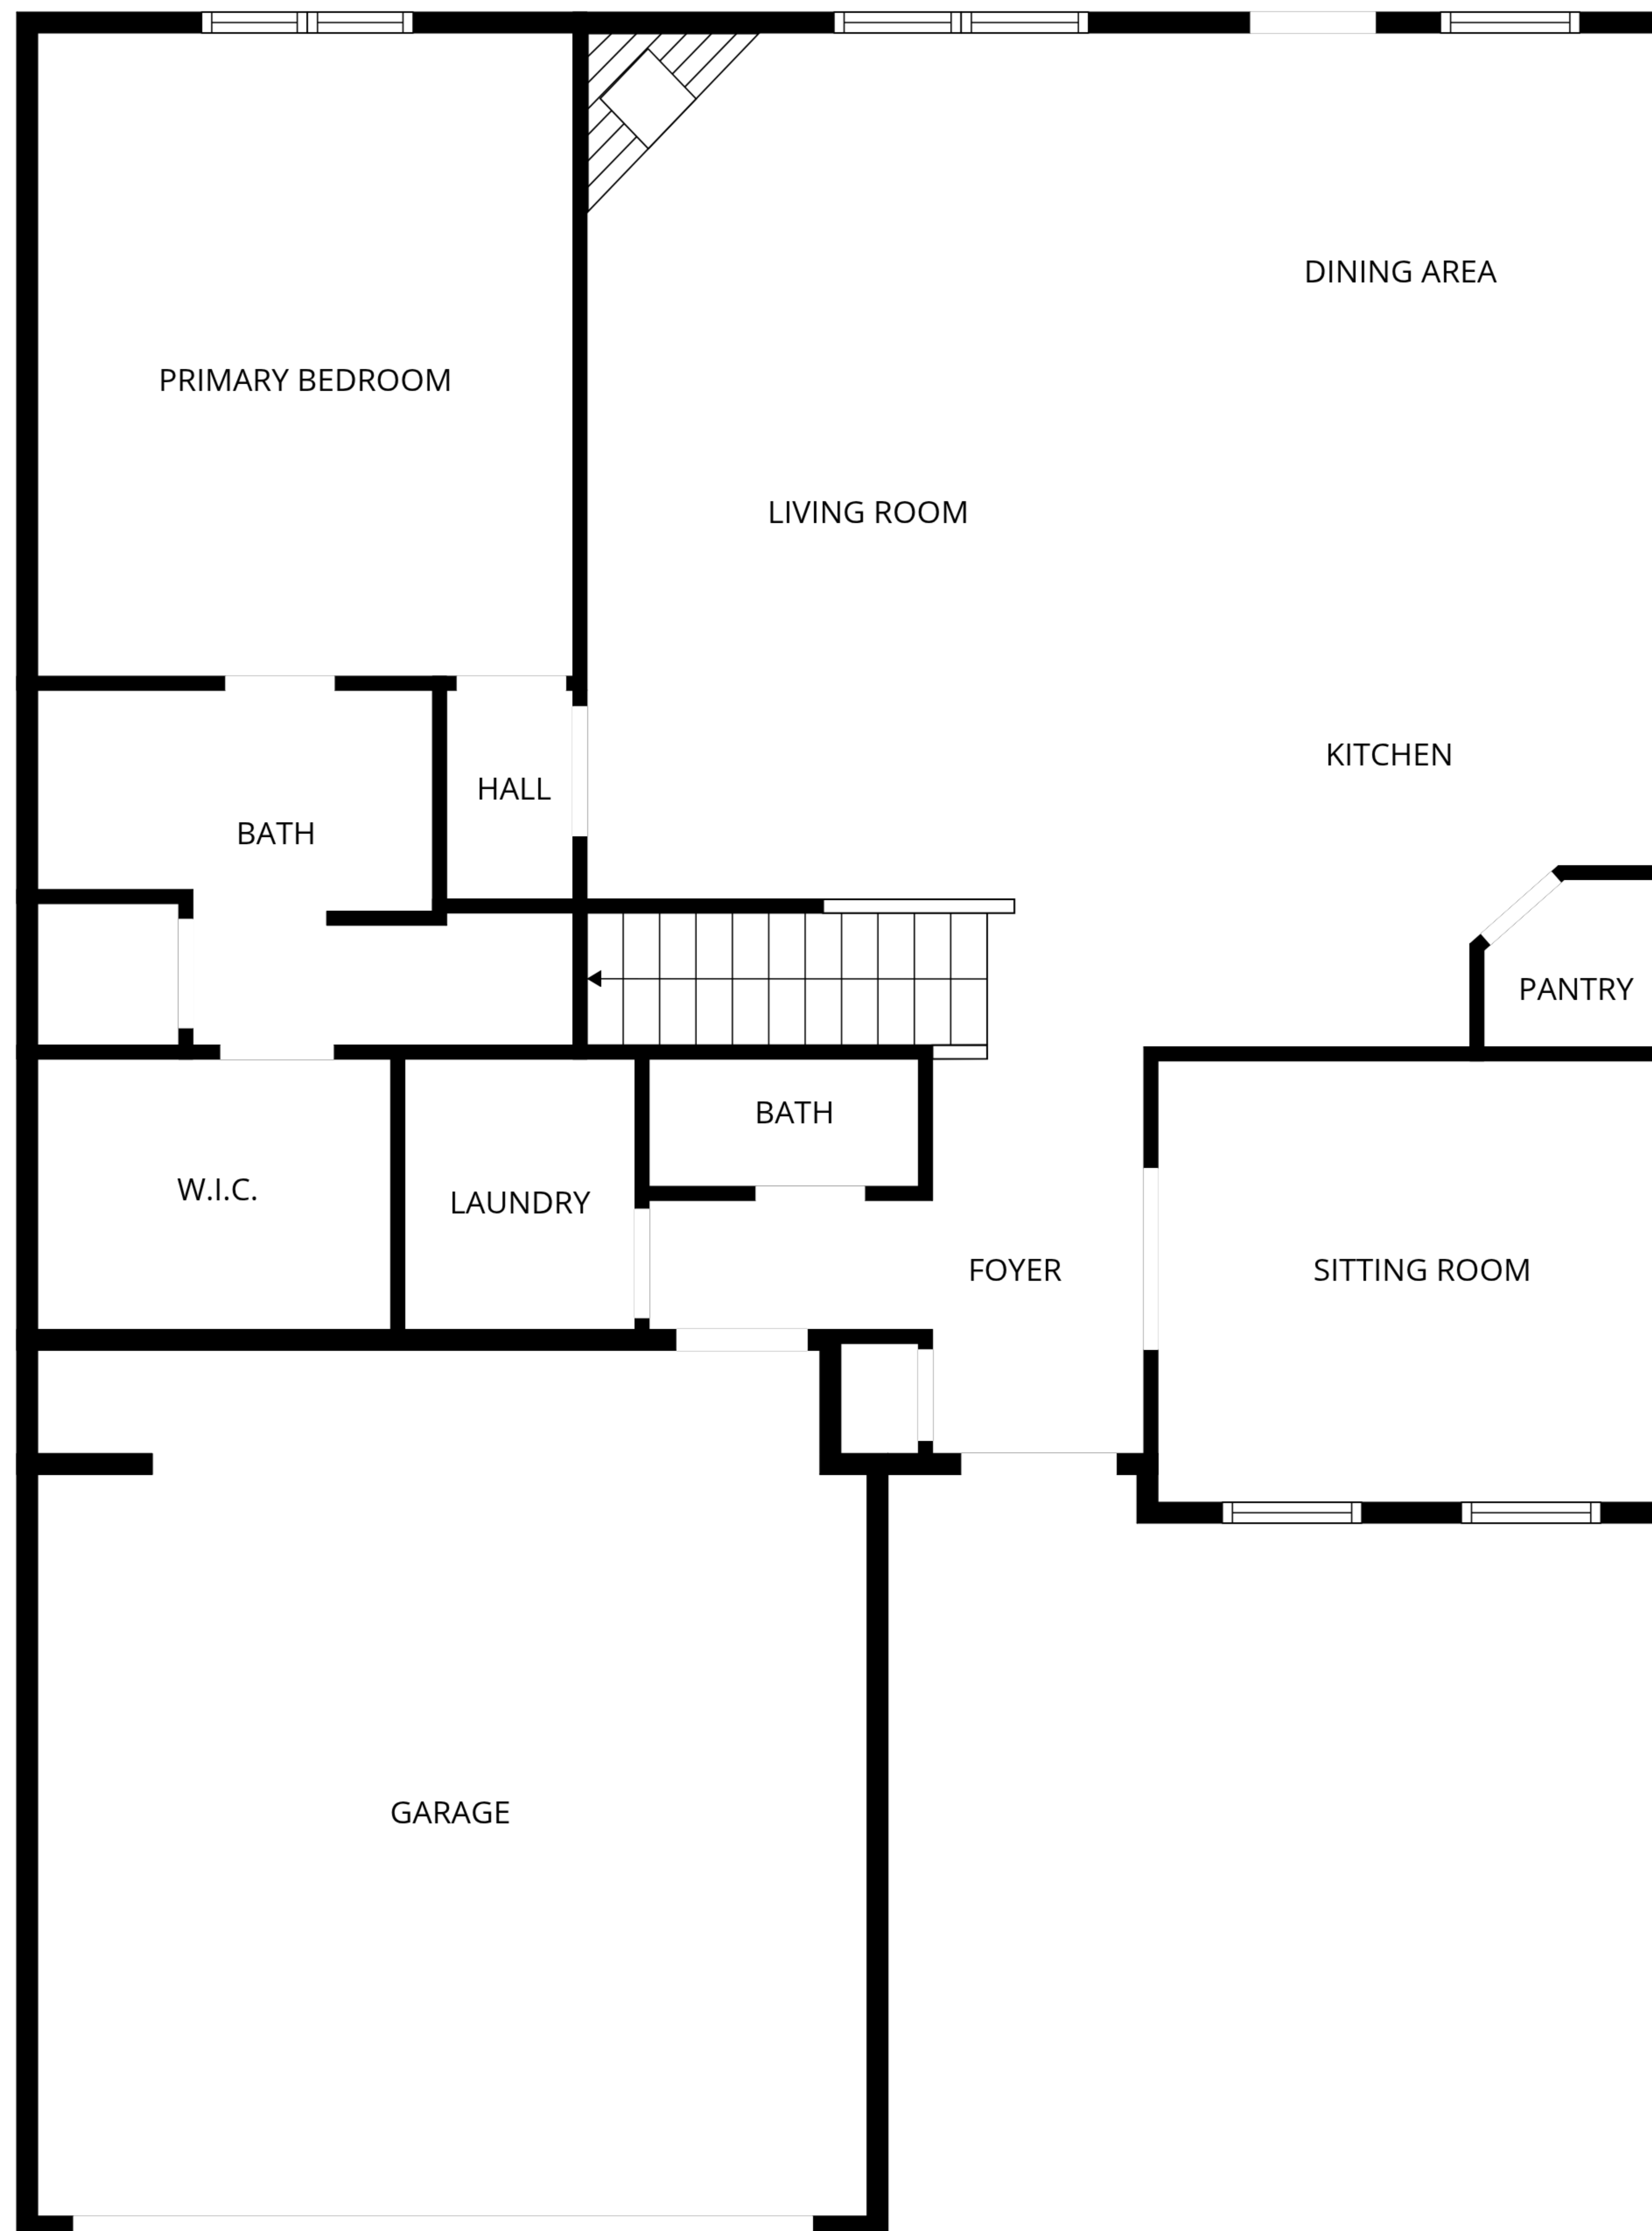 DINING AREA
PRIMARY BEDROOM
LIVING ROOM
KITCHEN
HALL
BATH
PANTRY
BATH
W.I.C.
LAUNDRY
FOYER
SITTING ROOM
GARAGE